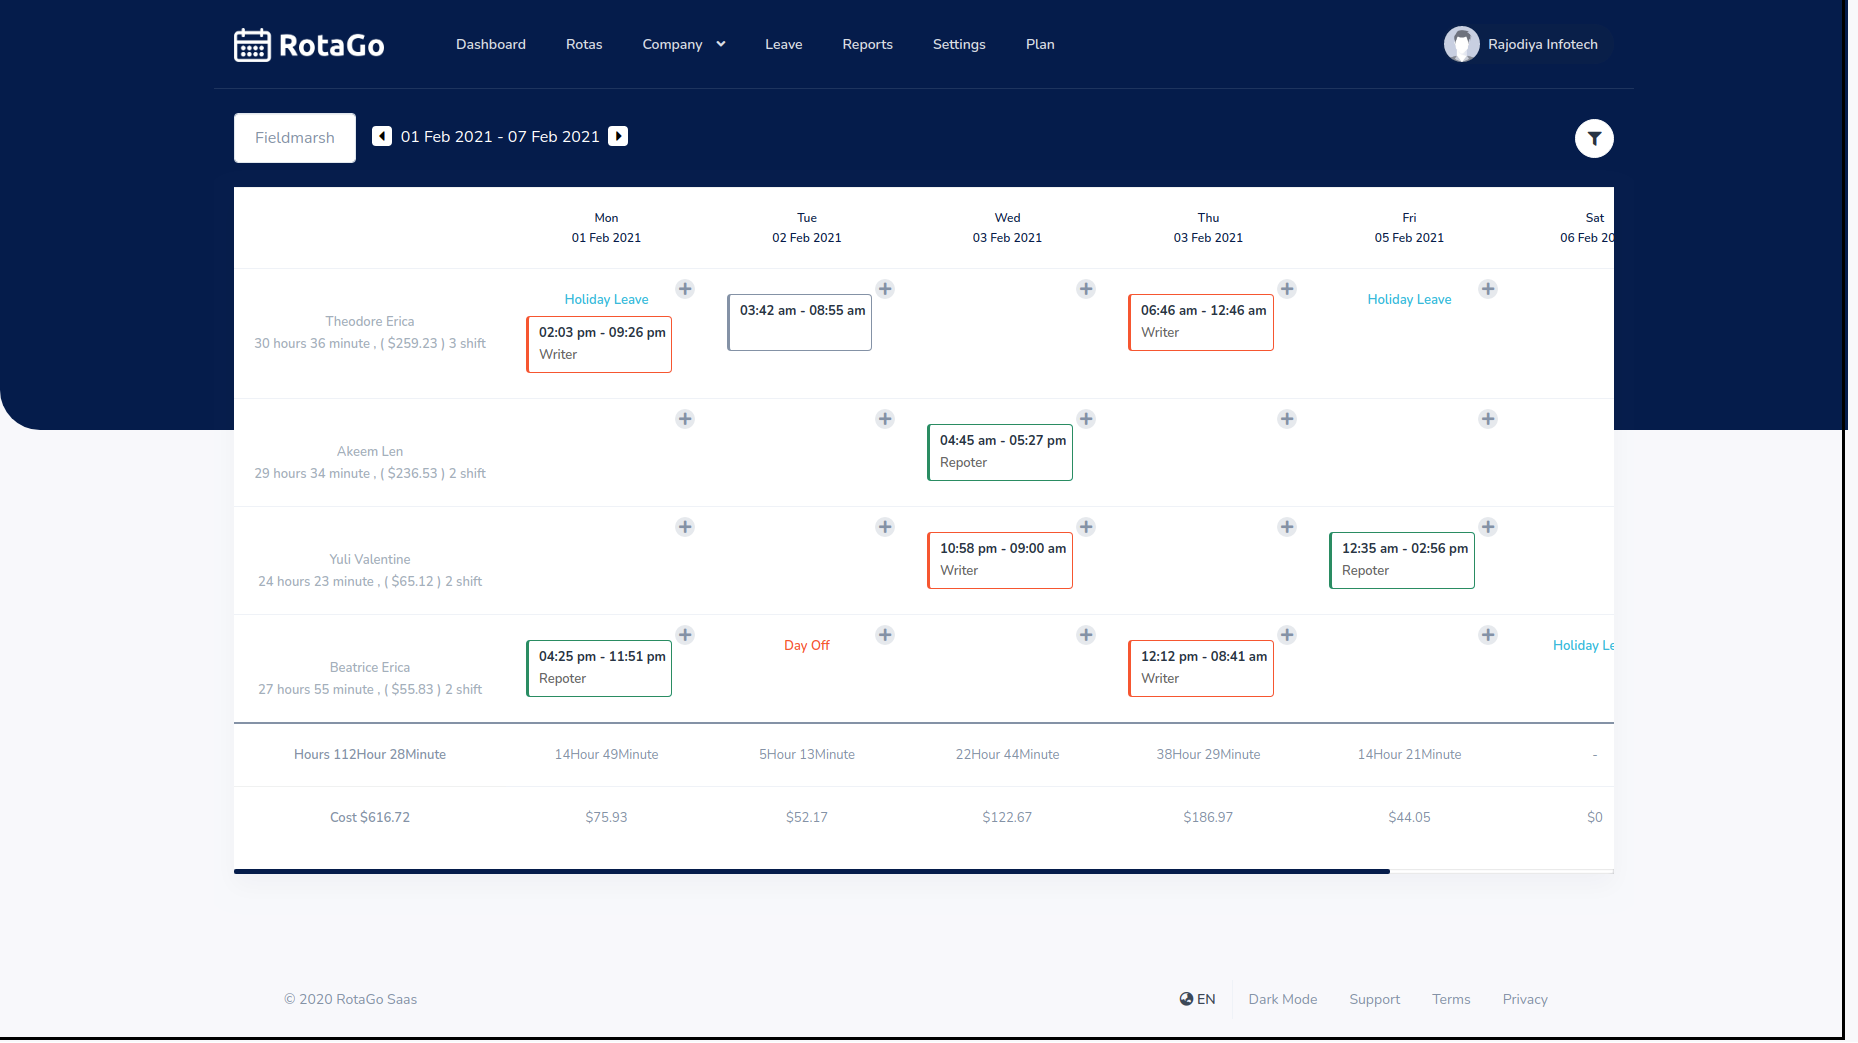 RotaGo
Dashboard
Rotas
Company
Leave
Reports
Settings
Plan
Rajodiya Infotech
Fieldmarsh
01 Feb 2021 - 07 Feb 2021
Mon
01 Feb 2021
Tue
02 Feb 2021
Wed
03 Feb 2021
Thu
03 Feb 2021
Fri
05 Feb 2021
Sat
06 Feb 20
Theodore Erica
30 hours 36 minute , ( $259.23 ) 3 shift
Holiday Leave
02:03 pm - 09:26 pm
Writer
03:42 am - 08:55 am
06:46 am - 12:46 am
Writer
Holiday Leave
Akeem Len
29 hours 34 minute , ( $236.53 ) 2 shift
04:45 am - 05:27 pm
Repoter
Yuli Valentine
24 hours 23 minute , ( $65.12 ) 2 shift
10:58 pm - 09:00 am
Writer
12:35 am - 02:56 pm
Repoter
Beatrice Erica
27 hours 55 minute , ( $55.83 ) 2 shift
04:25 pm - 11:51 pm
Repoter
Day Off
12:12 pm - 08:41 am
Writer
Holiday Le
Hours 112Hour 28Minute
14Hour 49Minute
5Hour 13Minute
22Hour 44Minute
38Hour 29Minute
14Hour 21Minute
-
Cost $616.72
$75.93
$52.17
$122.67
$186.97
$44.05
$0
© 2020 RotaGo Saas
EN
Dark Mode
Support
Terms
Privacy